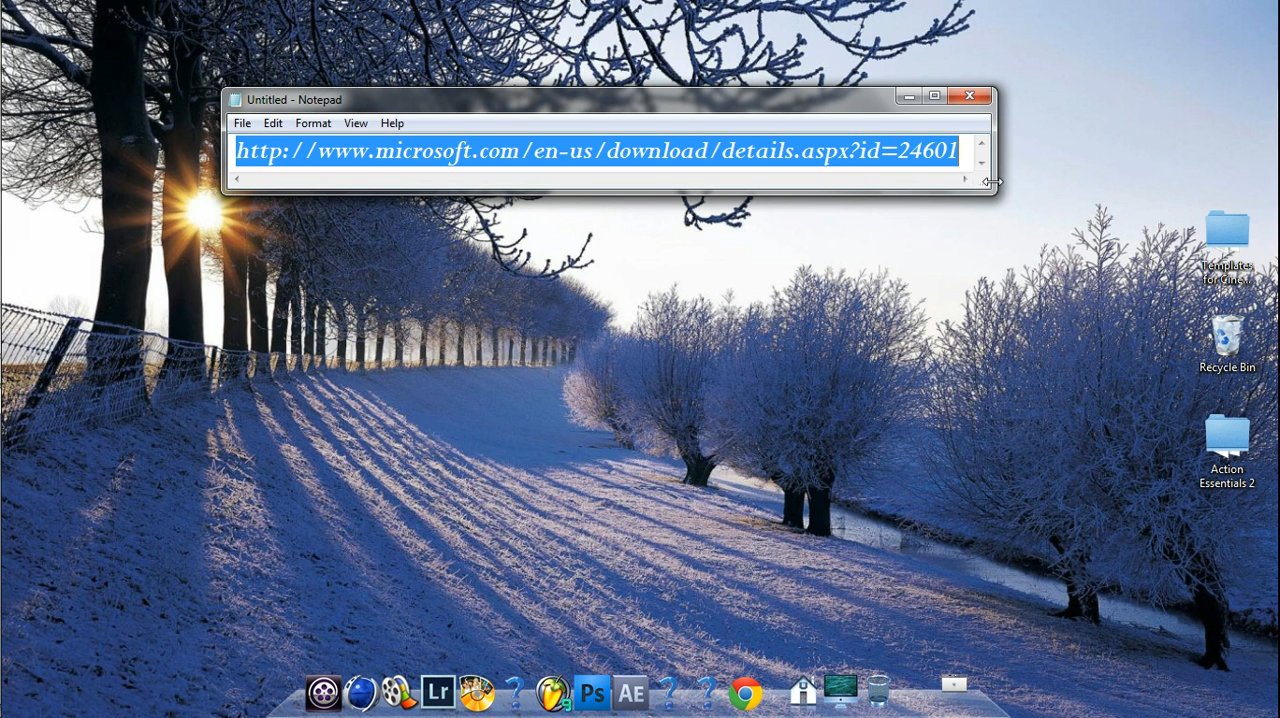 Untitled - Notepad
File Edit Format View Help
http://www.microsoft.com/en-us/download/details.aspx?id=24601
Templates
for Cine...
Recycle Bin
Action
Essentials 2
Lr
9
Ps
AE